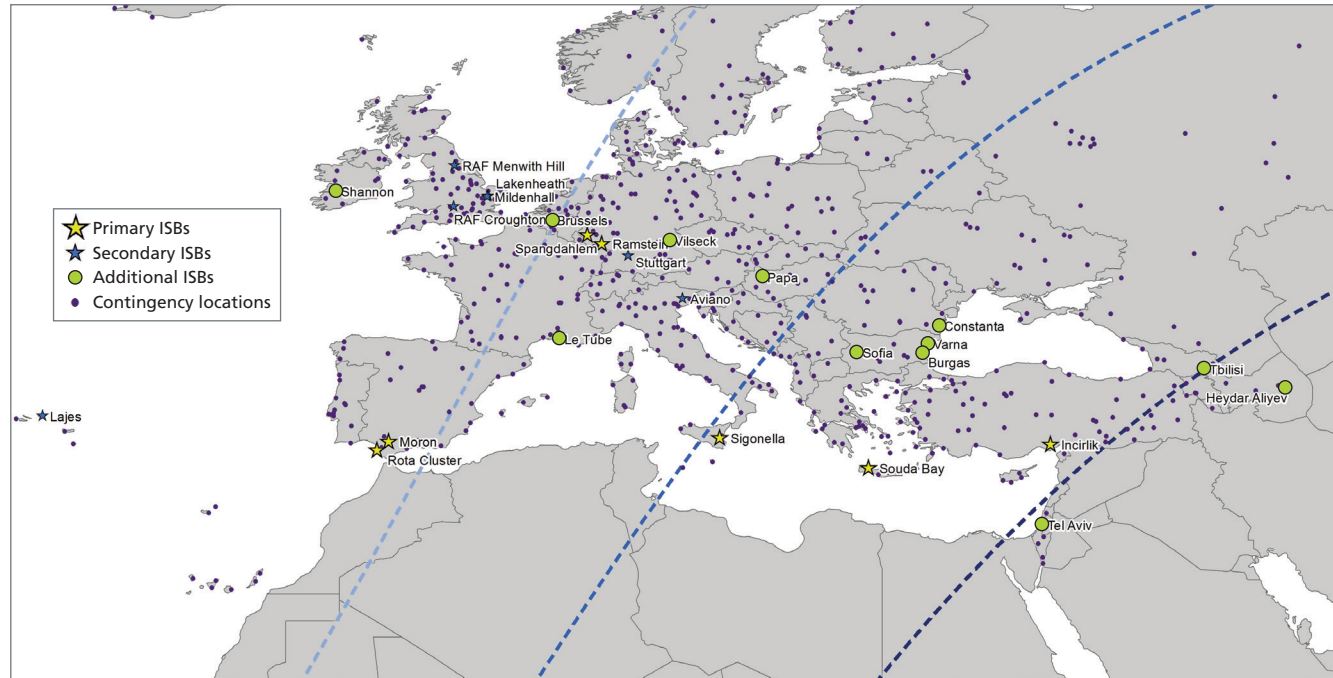 Primary ISBs
Secondary ISBs
Additional ISBs
Contingency locations
RAF Menwith Hill
Lakenheath
Mildenhall
Shannon
RAF Croughton
Brussels
Spangdahlem
Ramstein
Vilseck
Stuttgart
Papa
Aviano
Constanta
Le Tube
Sofia
Varna
Burgas
Tbilisi
Heydar Aliyev
Lajes
Moron
Rota Cluster
Sigonella
Incirlik
Souda Bay
Tel Aviv